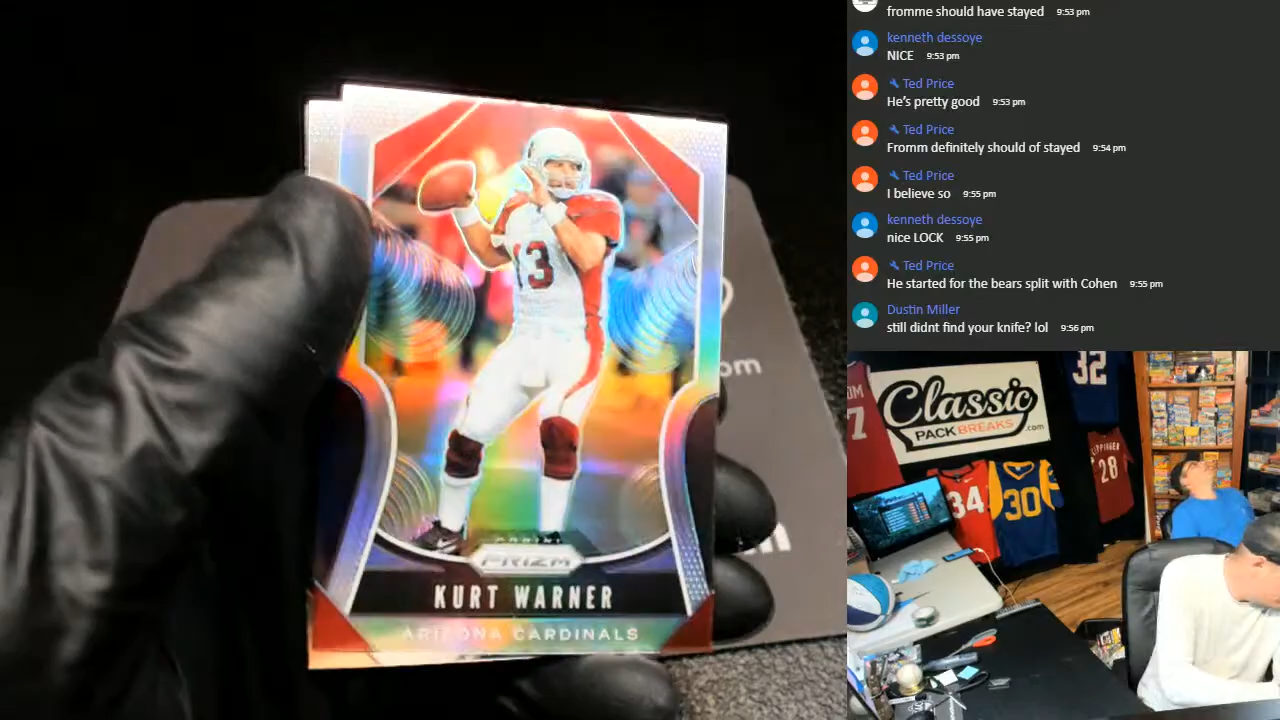 fromme should have stayed 9:53 pm
kenneth dessoye
NICE 9:53 pm
Ted Price
He's pretty good 9:53 pm
Ted Price
Fromm definitely should of stayed 9:54 pm
Ted Price
I believe so 9:55 pm
kenneth dessoye
nice LOCK 9:55 pm
Ted Price
He started for the bears split with Cohen 9:55 pm
Dustin Miller
still didnt find your knife? lol 9:56 pm
13
PANINI
PRIZM
KURT WARNER
ARIZONA CARDINALS
om
m
Classic
PACK BREAKS.com
32
7
34
30
28